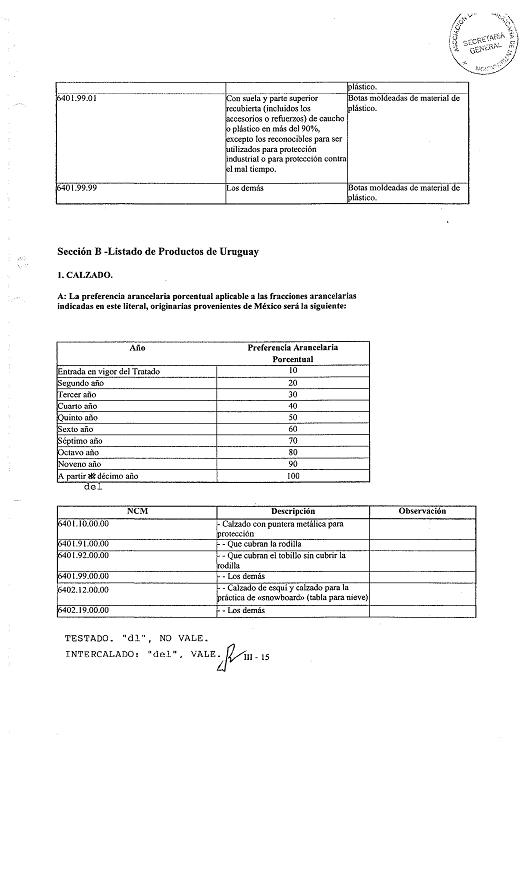 SECRETARIA
GENERAL
plástico.
6401.99.01 Con suela y parte superior Botas moldeadas de material de
recubierta (incluidos los plástico.
accesorios o refuerzos) de caucho
o plástico en más del 90%,
excepto los reconocibles para ser
utilizados para protección
industrial o para protección contra
el mal tiempo.
6401.99.99 Los demás Botas moldeadas de material de
plástico.
Sección B -Listado de Productos de Uruguay
1. CALZADO.
A: La preferencia arancelaria porcentual aplicable a las fracciones arancelarias
indicadas en este literal, originarias provenientes de México será la siguiente:
Año Preferencia Arancelaria
Porcentual
Entrada en vigor del Tratado 10
Segundo año 20
Tercer año 30
Cuarto año 40
Quinto año 50
Sexto año 60
Séptimo año 70
Octavo año 80
Noveno año 90
A partir décimo año 100
del
NCM Descripción Observación
6401.10.00.00 - Calzado con puntera metálica para
protección
6401.91.00.00 - - Que cubran la rodilla
6401.92.00.00 - - Que cubran el tobillo sin cubrir la
rodilla
6401.99.00.00 - - Los demás
6402.12.00.00 - - Calzado de esquí y calzado para la
práctica de «snowboard» (tabla para nieve)
6402.19.00.00 - - Los demás
TESTADO. "dl", NO VALE.
INTERCALADO: "del", VALE. III - 15